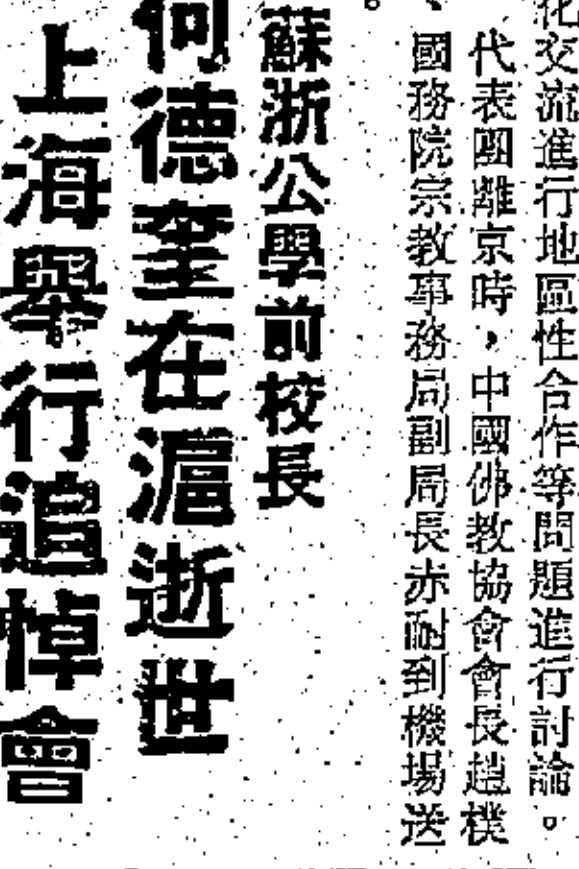 化交流進行地區性合作等問題進行討論。
代表團離京時，中國佛教協會會長趙樸
、國務院宗教事務局副局長赤耐到機場送
。
蘇浙公學前校長
何德奎在滬逝世
上海舉行追悼會